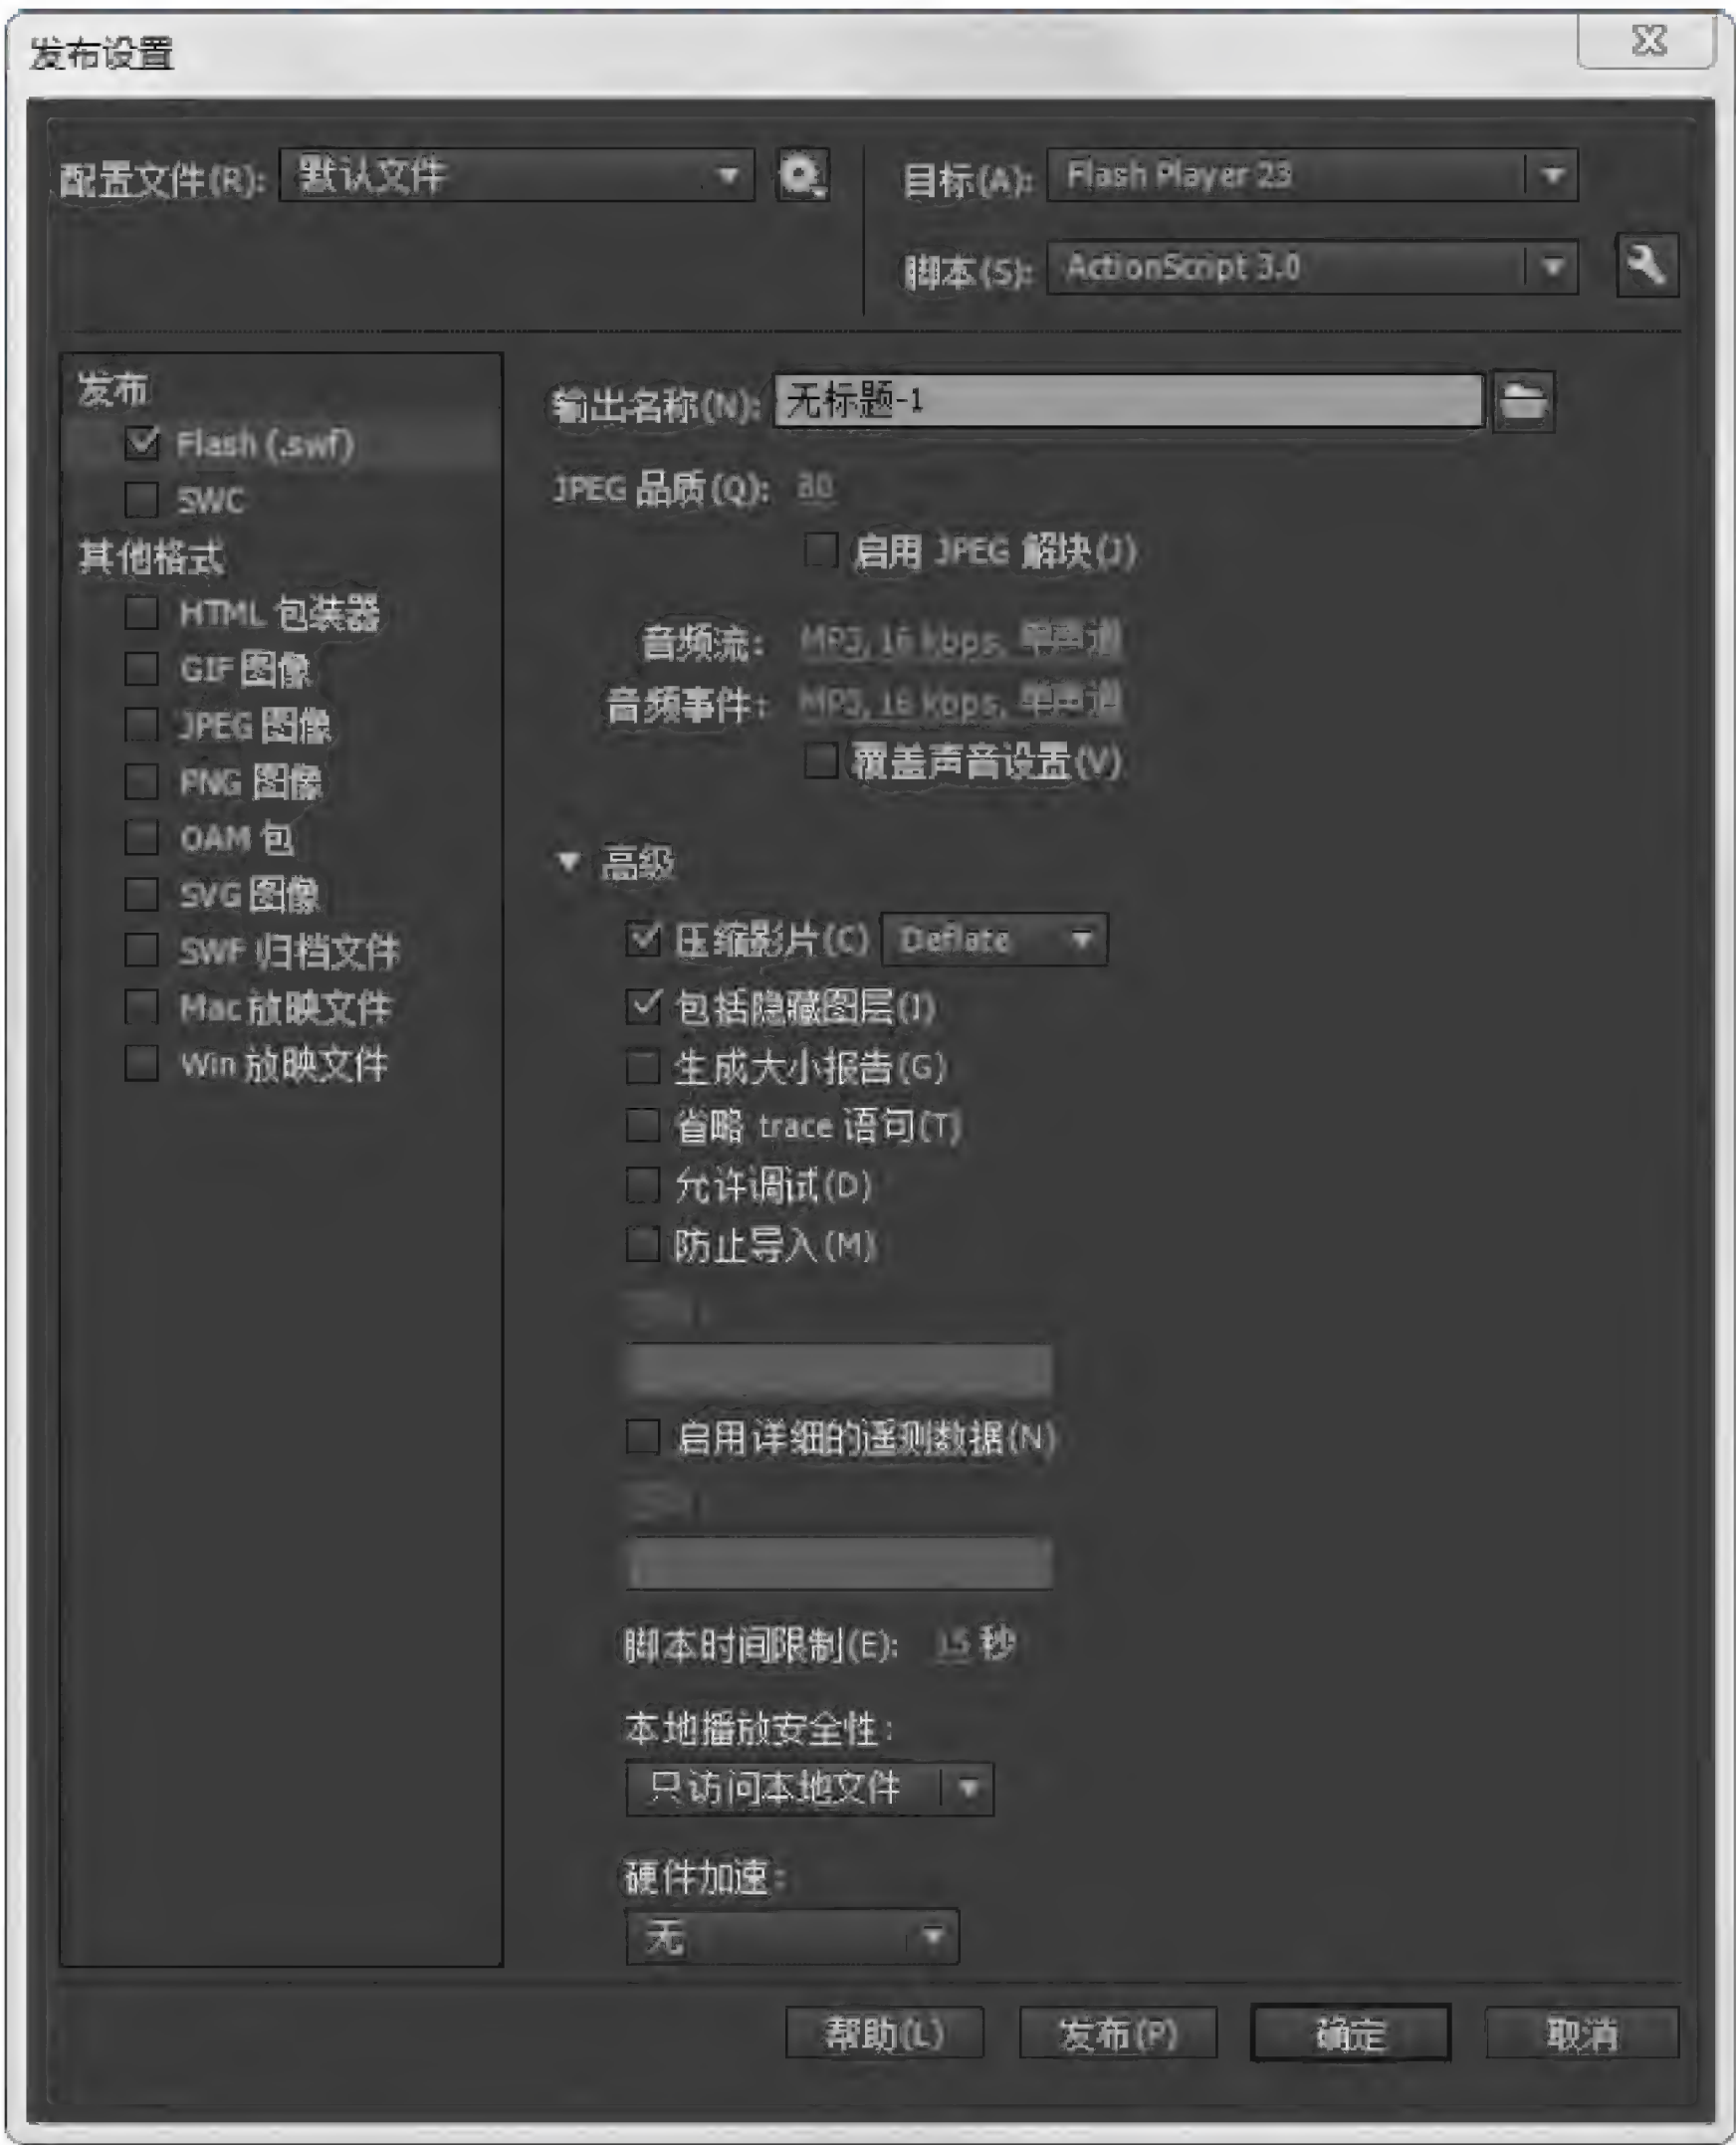 发布设置
配置文件(R): 默认文件
目标(A): Flash Player 23
脚本(S): ActionScript 3.0
发布
Flash (.swf)
SWC
其他格式
HTML 包装器
GIF 图像
JPEG 图像
PNG 图像
OAM 包
SVG 图像
SWF 归档文件
Mac 放映文件
Win 放映文件
输出名称(N): 无标题-1
JPEG 品质(Q): 80
启用 JPEG 解块(J)
音频流: MP3, 16 kbps, 单声道
音频事件: MP3, 16 kbps, 单声道
覆盖声音设置(V)
高级
压缩影片(C) Deflate
包括隐藏图层(I)
生成大小报告(G)
省略 trace 语句(T)
允许调试(D)
防止导入(M)
启用详细的遥测数据(N)
脚本时间限制(E): 15 秒
本地播放安全性:
只访问本地文件
硬件加速:
无
帮助(L)
发布(P)
确定
取消